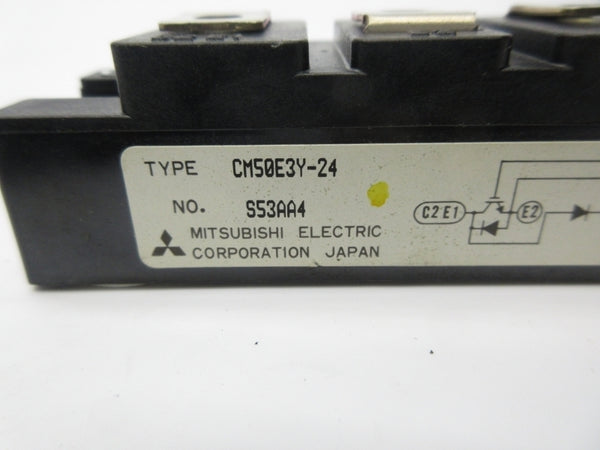 TYPE CM50E3Y-24
NO. S53AA4
MITSUBISHI ELECTRIC
CORPORATION JAPAN
C2E1
E2